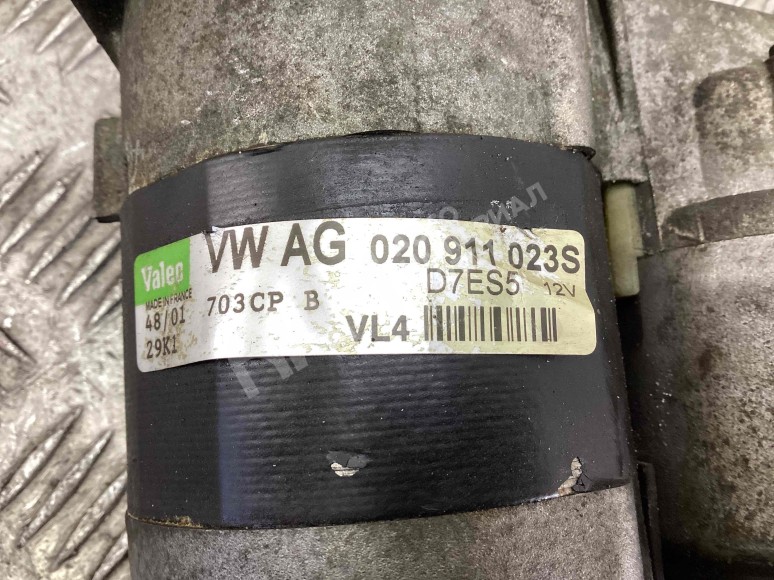 VW AG 020 911 023S
Valeo
MADE IN FRANCE
D7ES5 12V
703CP B
48/01
VL4
29K1